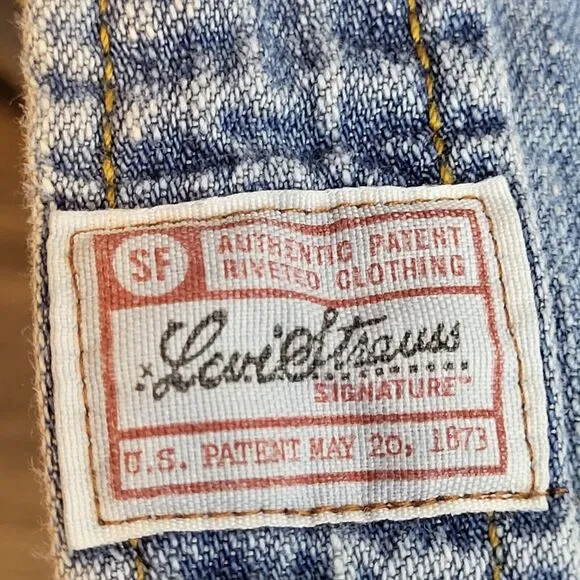 SF
AUTHENTIC PATENT
RIVETED CLOTHING
Levi Strauss
SIGNATURE™
U.S. PATENT MAY 20, 1873